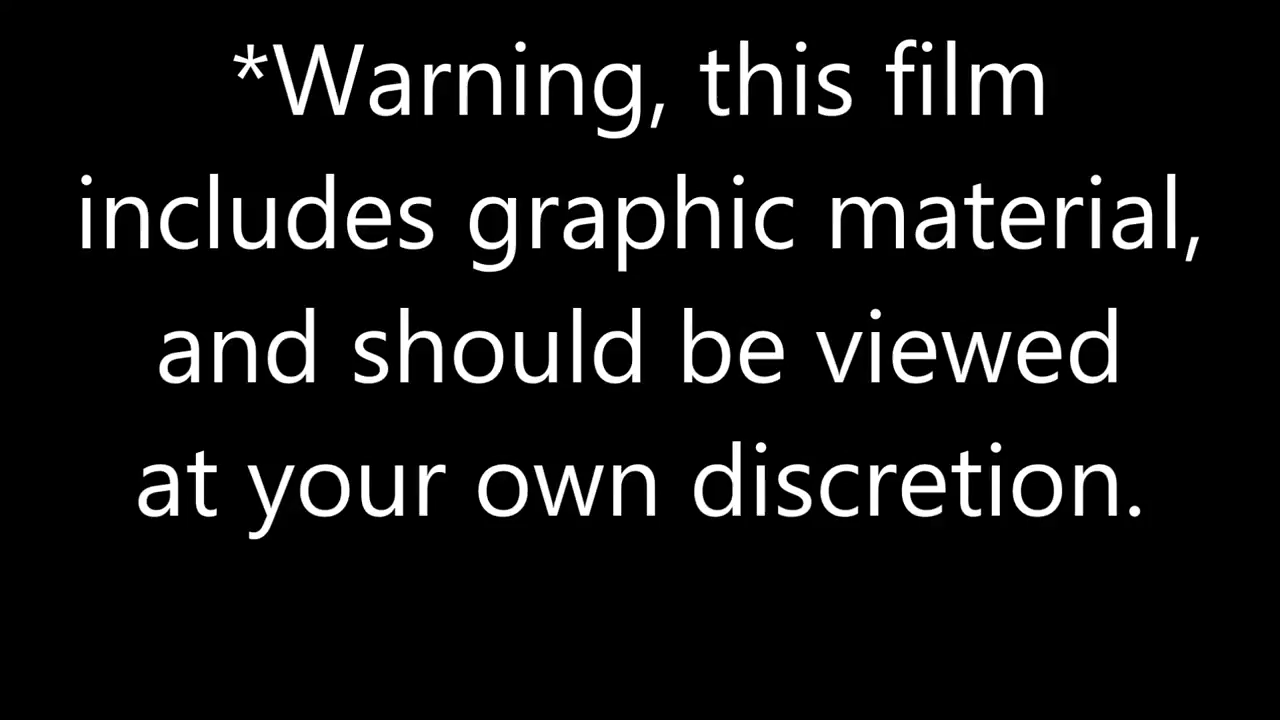 *Warning, this film
includes graphic material,
and should be viewed
at your own discretion.